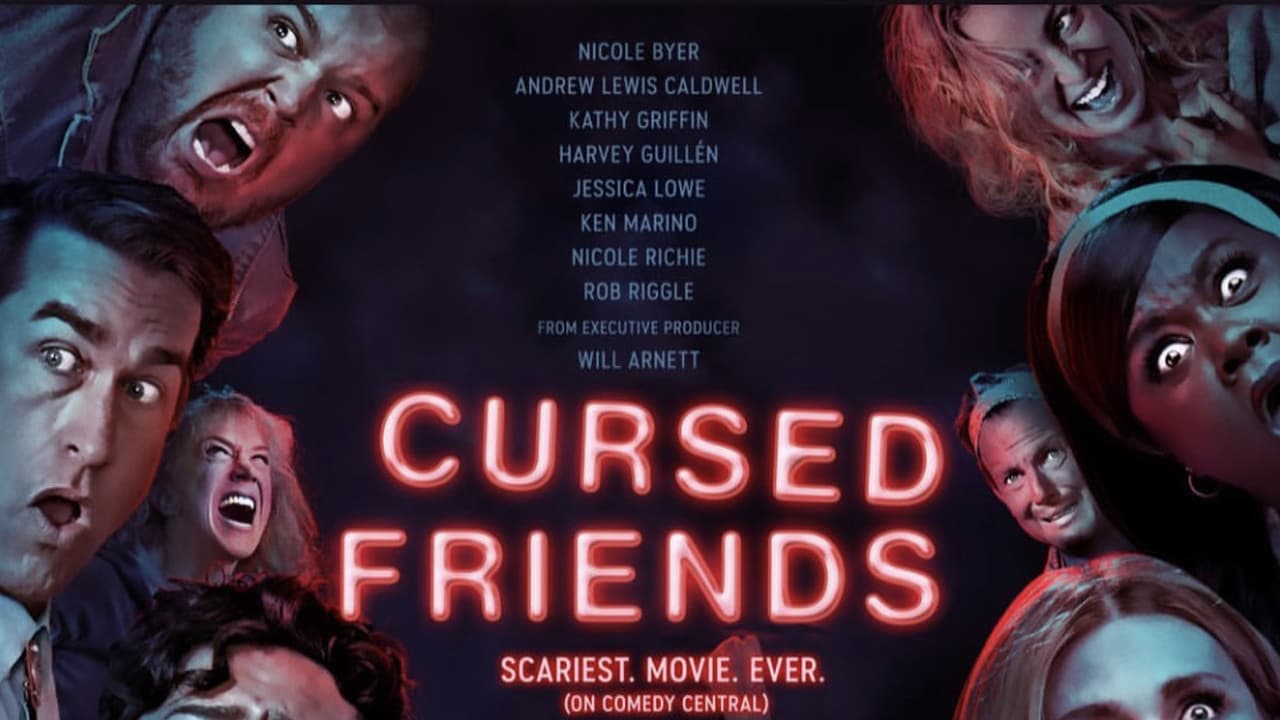 NICOLE BYER
ANDREW LEWIS CALDWELL
KATHY GRIFFIN
HARVEY GUILLÉN
JESSICA LOWE
KEN MARINO
NICOLE RICHIE
ROB RIGGLE
FROM EXECUTIVE PRODUCER
WILL ARNETT
CURSED
FRIENDS
SCARIEST. MOVIE. EVER.
(ON COMEDY CENTRAL)